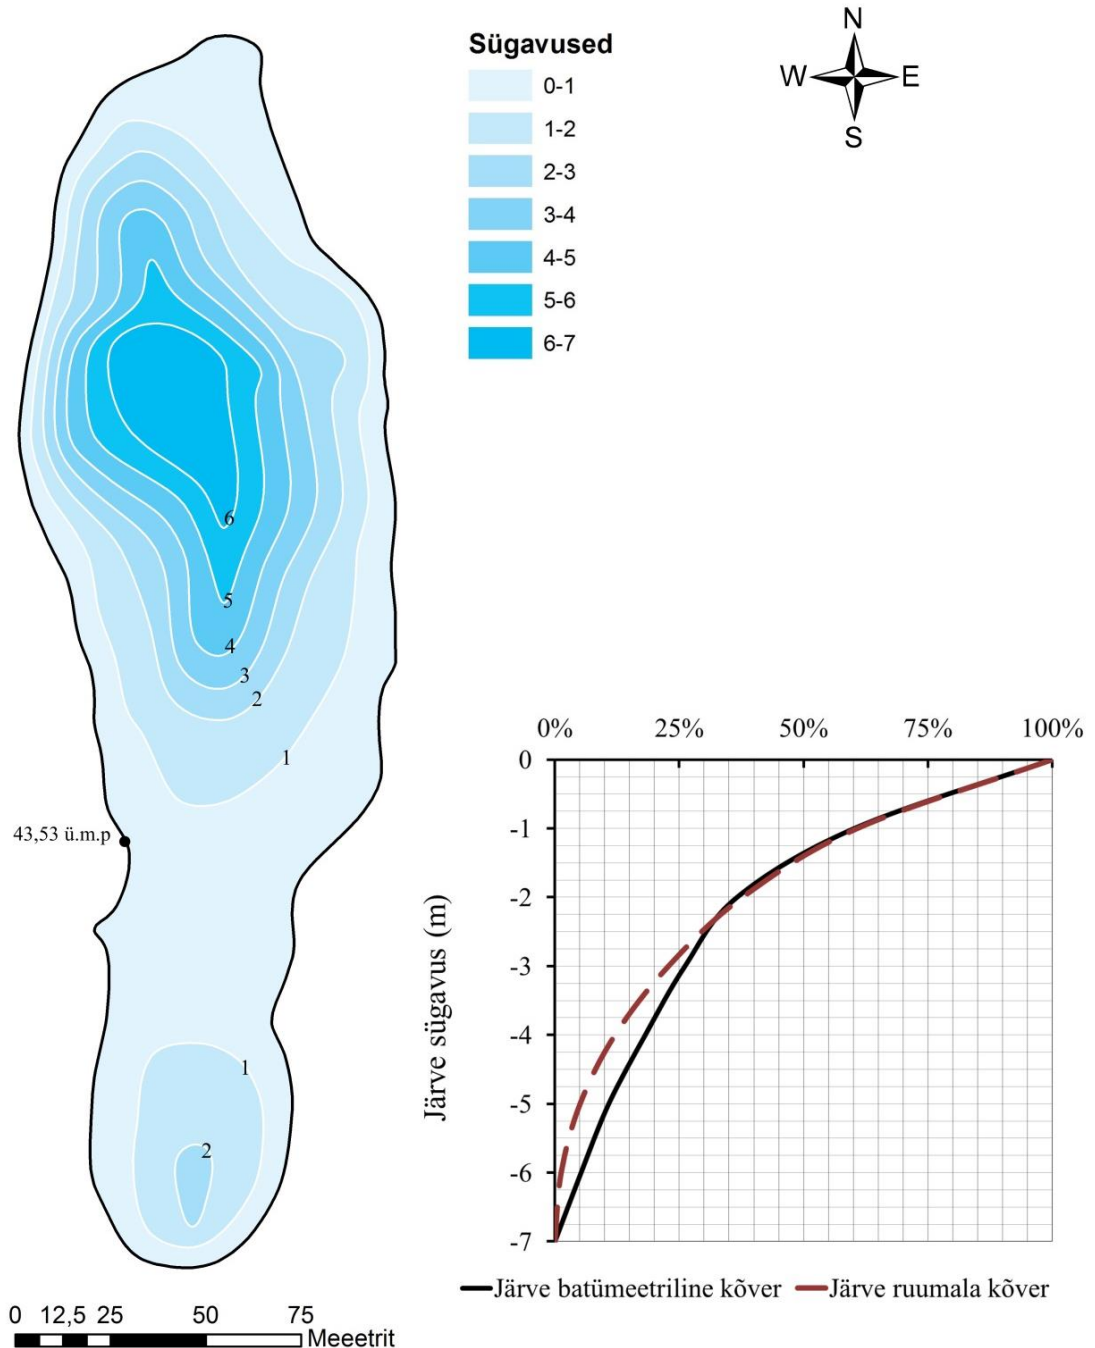 Sügavused
0-1
1-2
2-3
3-4
4-5
5-6
6-7
N
W E
S
6
5
4
3
2
1
43,53 ü.m.p
1
2
0 12,5 25 50 75
Meeetrit
0% 25% 50% 75% 100%
0
-1
-2
-3
-4
-5
-6
-7
Järve sügavus (m)
Järve batümeetriline kõver Järve ruumala kõver